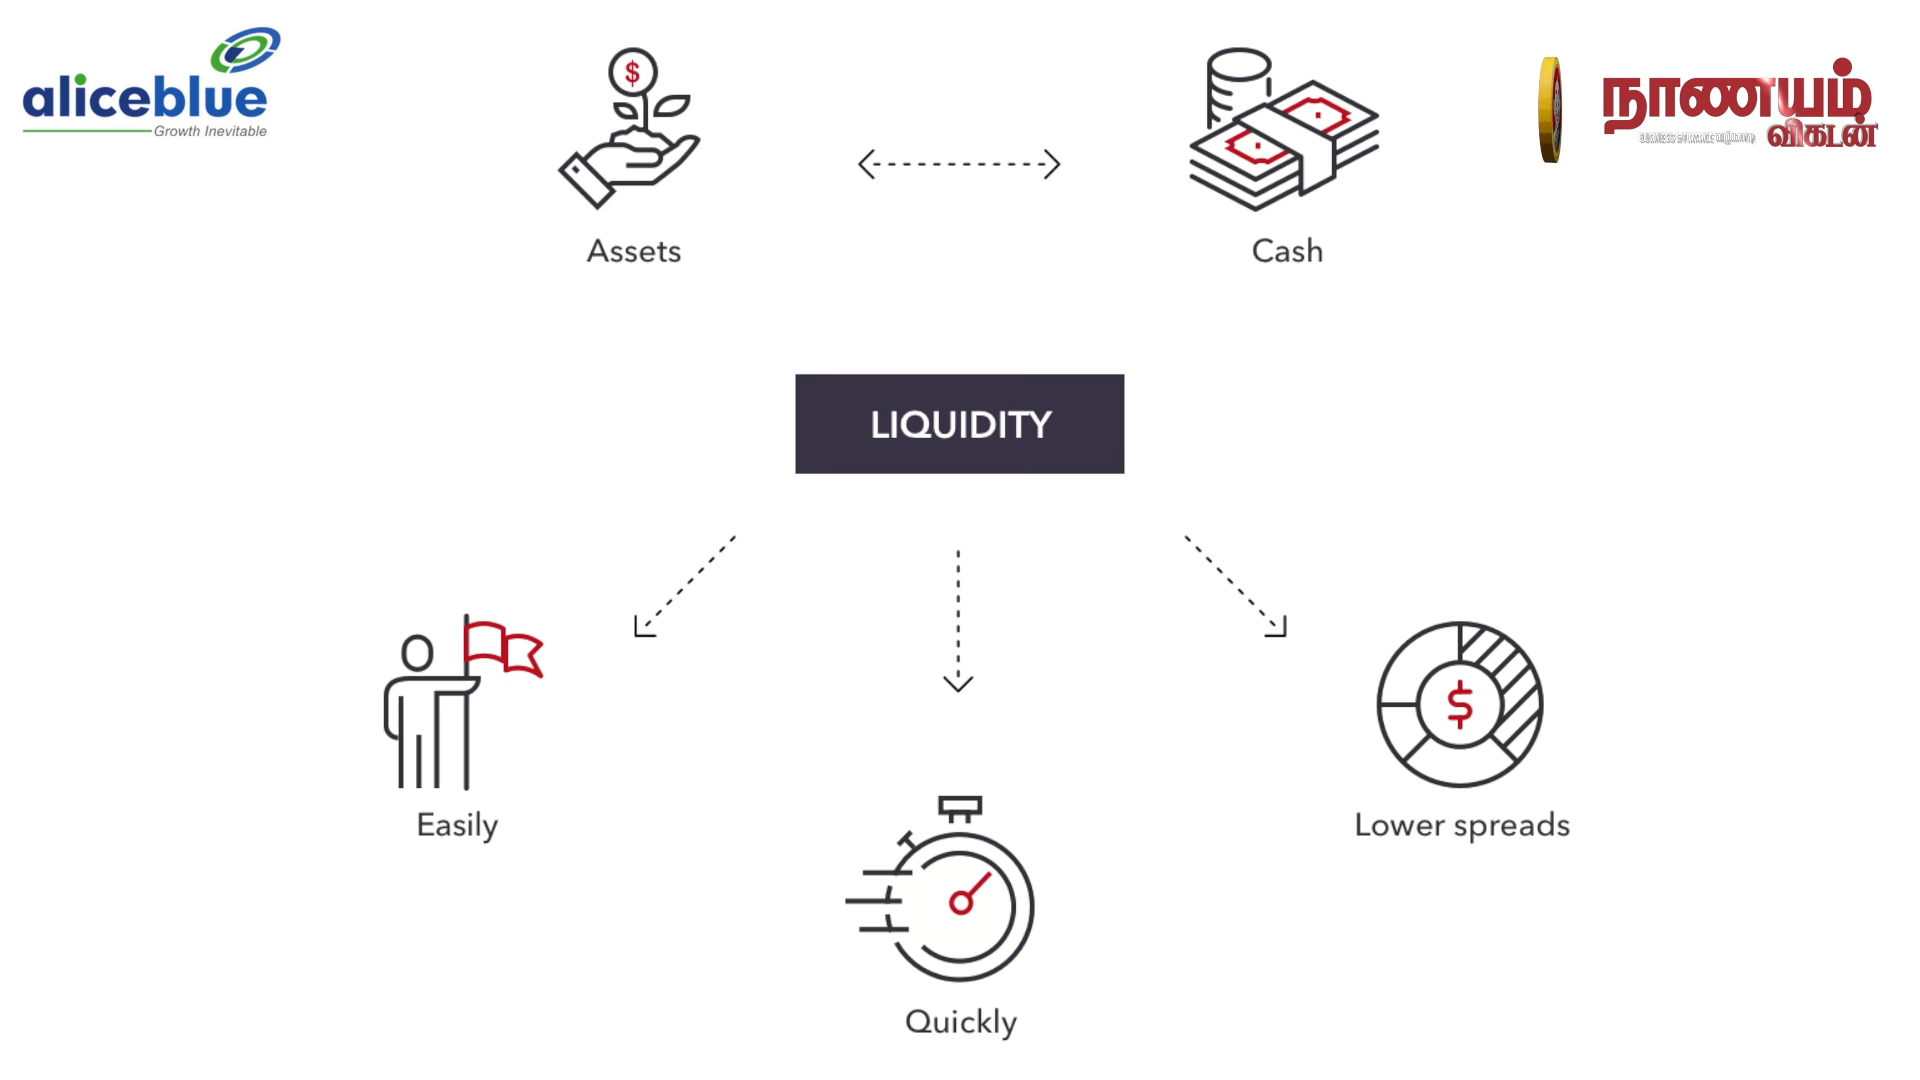 aliceblue
Growth Inevitable
$
Assets
Cash
நாணயம்
விகடன்
LIQUIDITY
Easily
$
Lower spreads
Quickly